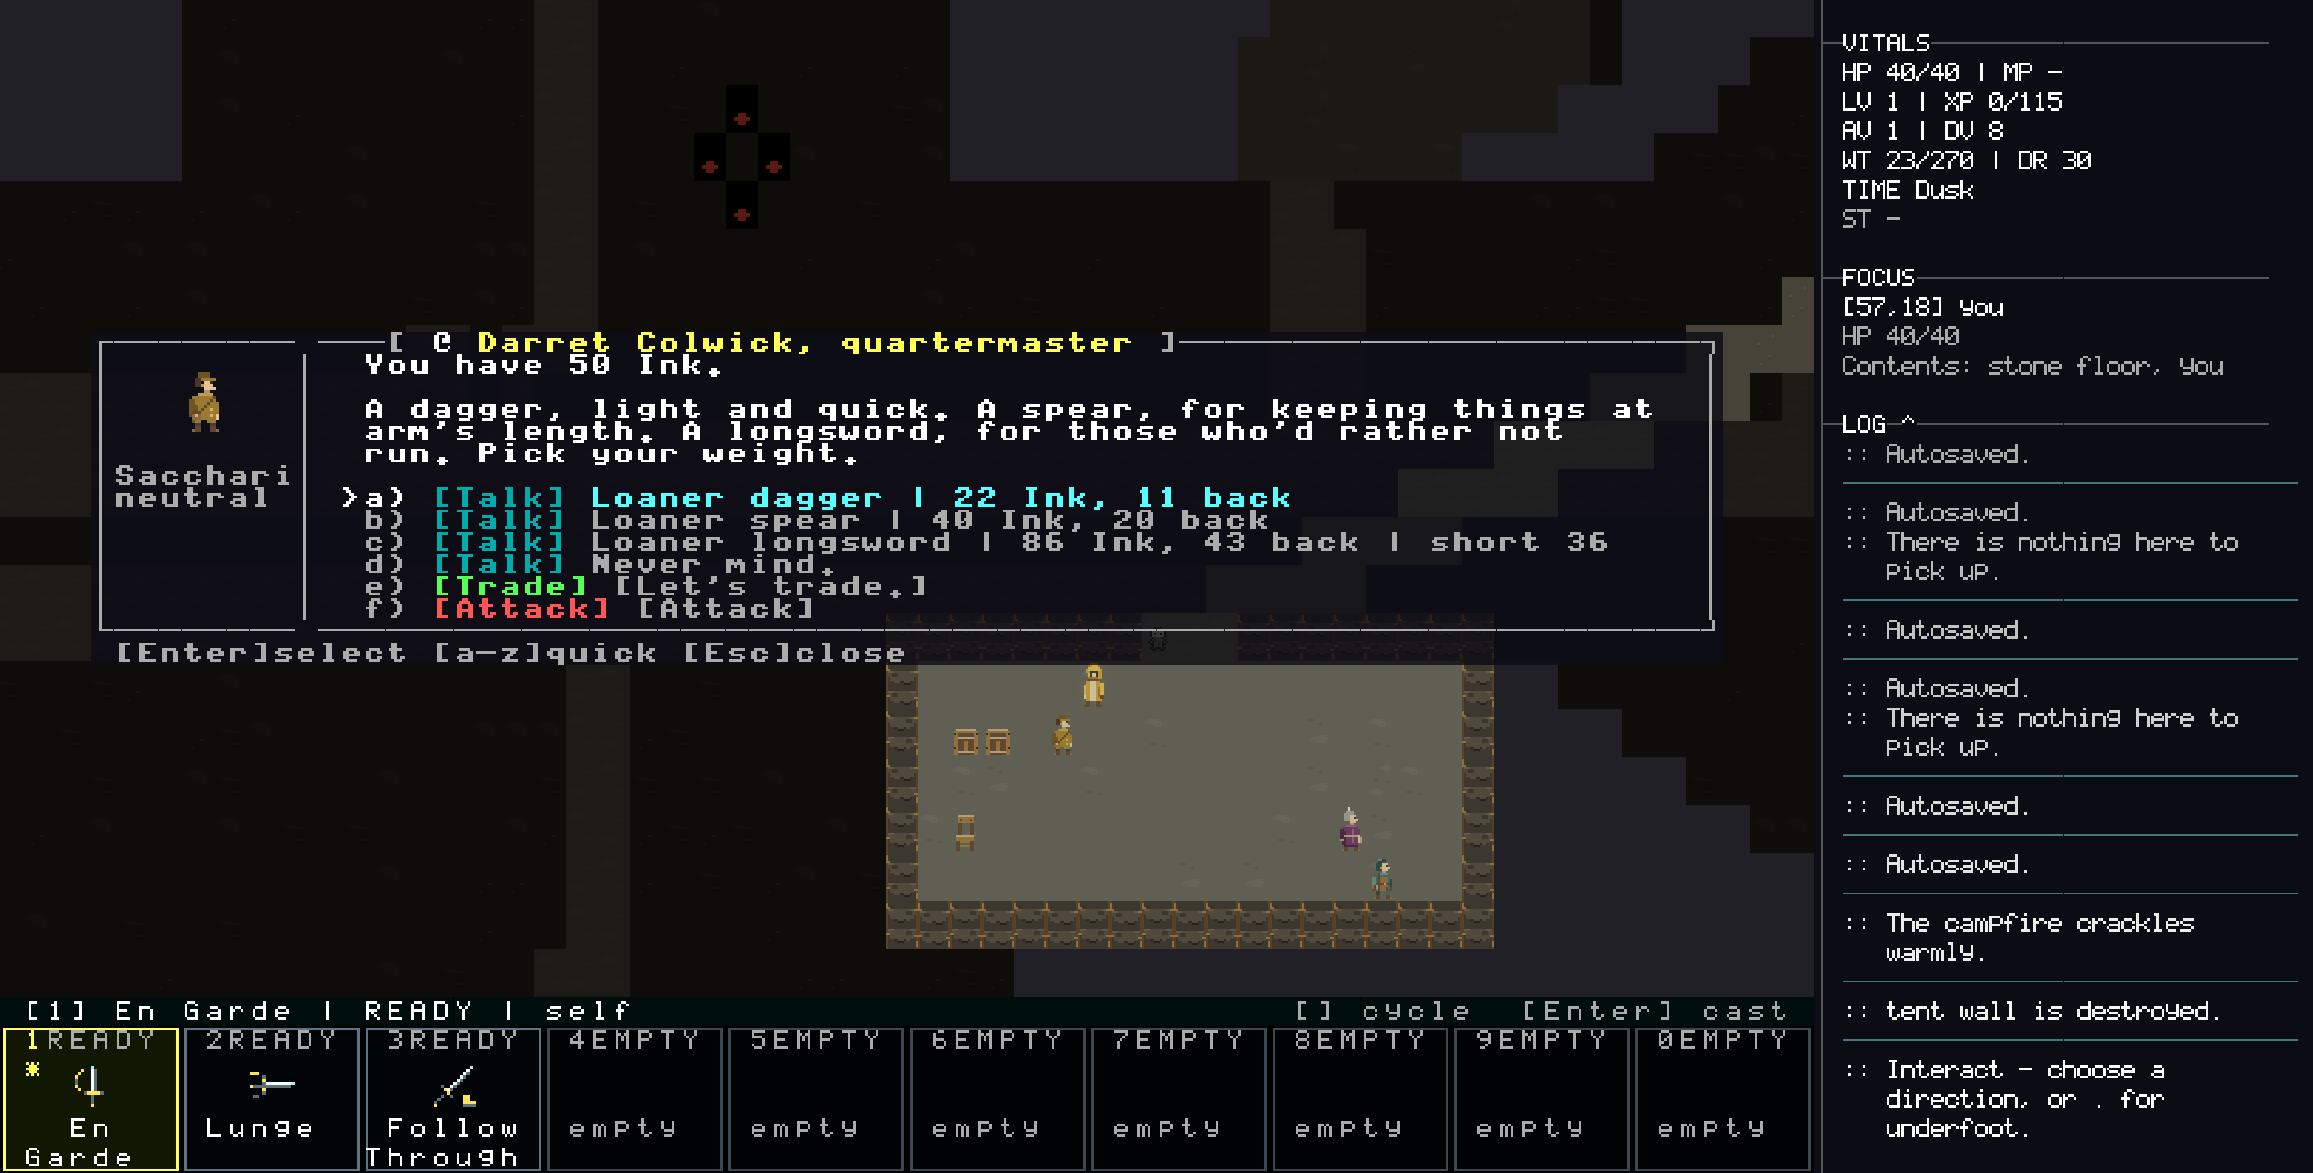 [ @ Darret Colwick, quartermaster ]
You have 50 Ink.
A dagger, light and quick. A spear, for keeping things at
arm's length. A longsword, for those who'd rather not
run. Pick your weight.
Sacchari
neutral
>a) [Talk] Loaner dagger | 22 Ink, 11 back
b) [Talk] Loaner spear | 40 Ink, 20 back
c) [Talk] Loaner longsword | 86 Ink, 43 back | short 36
d) [Talk] Never mind.
e) [Trade] [Let's trade.]
f) [Attack] [Attack]
[Enter]select [a-z]quick [Esc]close
[1] En Garde | READY | self
[] cycle [Enter] cast
1READY
En
Garde
2READY
Lunge
3READY
Follow
Through
4EMPTY
empty
5EMPTY
empty
6EMPTY
empty
7EMPTY
empty
8EMPTY
empty
9EMPTY
empty
0EMPTY
empty
VITALS
HP 40/40 | MP -
LV 1 | XP 0/115
AV 1 | DV 8
WT 23/270 | DR 30
TIME Dusk
ST -
FOCUS
[57,18] You
HP 40/40
Contents: stone floor, You
LOG ^
:: Autosaved.
:: Autosaved.
:: There is nothing here to
pick up.
:: Autosaved.
:: Autosaved.
:: There is nothing here to
pick up.
:: Autosaved.
:: Autosaved.
:: The campfire crackles
warmly.
:: tent wall is destroyed.
:: Interact - choose a
direction, or . for
underfoot.